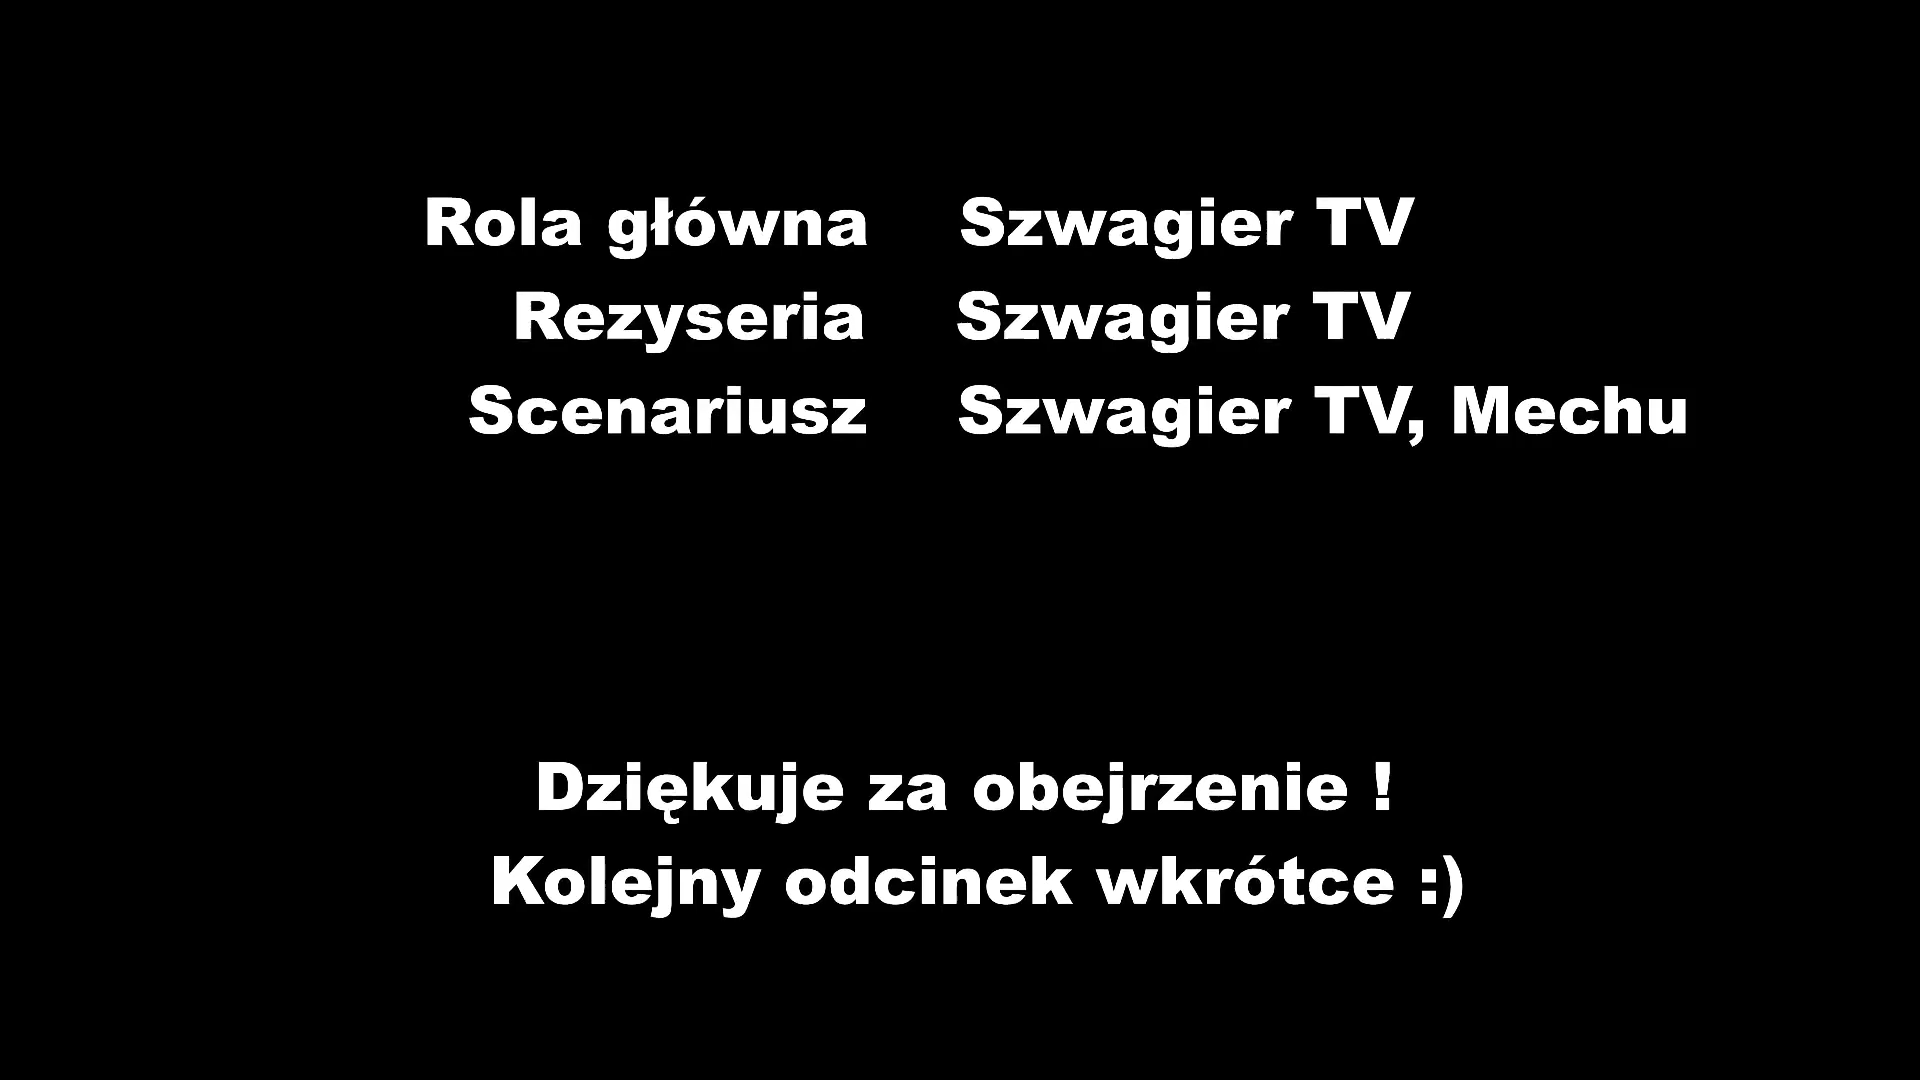 Rola główna Szwagier TV
Rezyseria Szwagier TV
Scenariusz Szwagier TV, Mechu
Dziękuje za obejrzenie !
Kolejny odcinek wkrótce :)